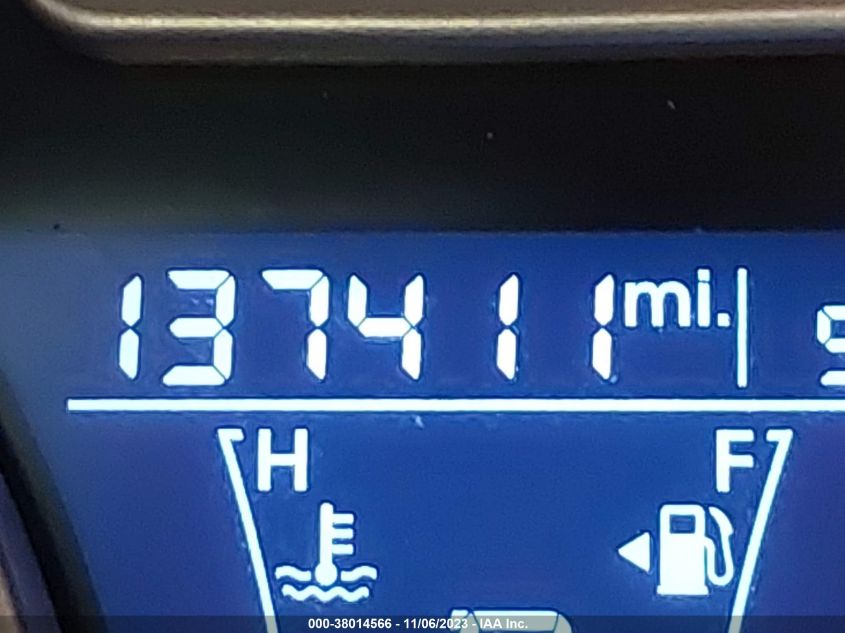 137411 mi.
H F
000-38014566 - 11/06/2023 - IAA Inc.